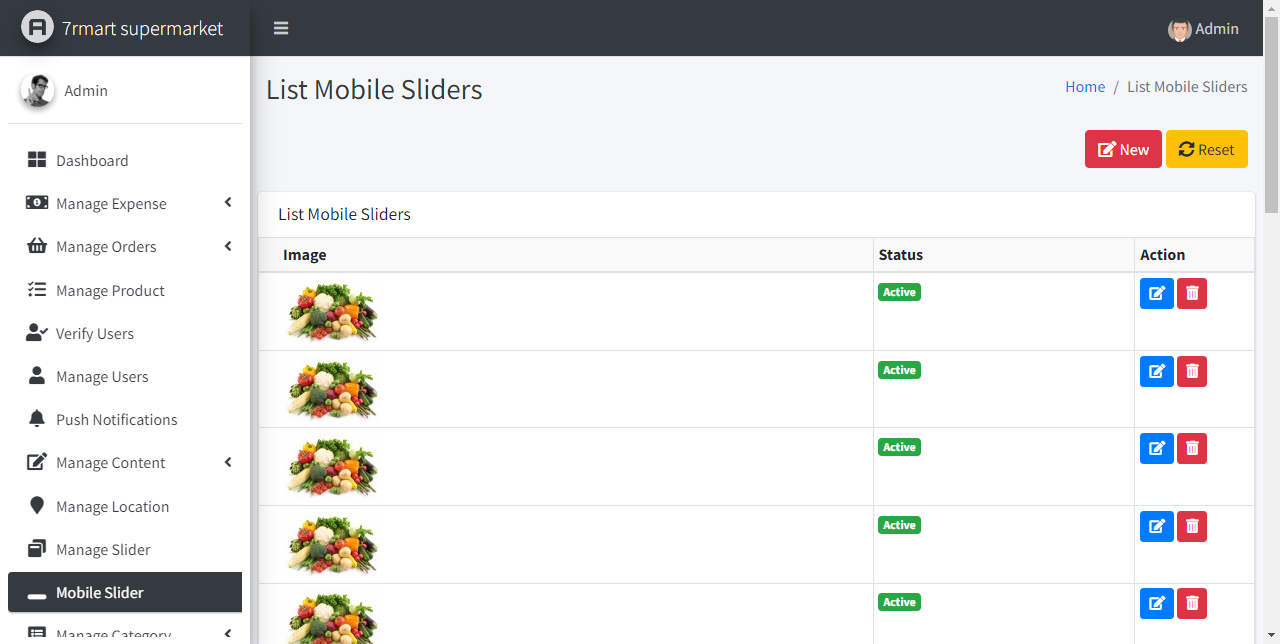 7rmart supermarket
Admin
Admin
List Mobile Sliders
Home / List Mobile Sliders
New
Reset
Dashboard
Manage Expense
Manage Orders
Manage Product
Verify Users
Manage Users
Push Notifications
Manage Content
Manage Location
Manage Slider
Mobile Slider
Manage Category
List Mobile Sliders
Image Status Action
Active
Active
Active
Active
Active